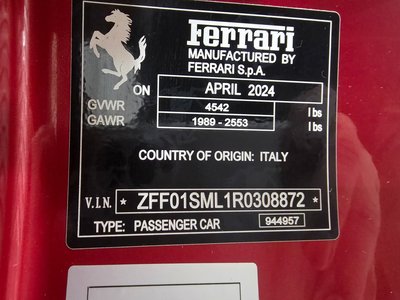 Ferrari
MANUFACTURED BY
FERRARI S.p.A.
ON APRIL 2024
GVWR 4542 lbs
GAWR 1989 - 2553 lbs
COUNTRY OF ORIGIN: ITALY
V.I.N. * ZFF01SML1R0308872 *
TYPE: PASSENGER CAR 944957